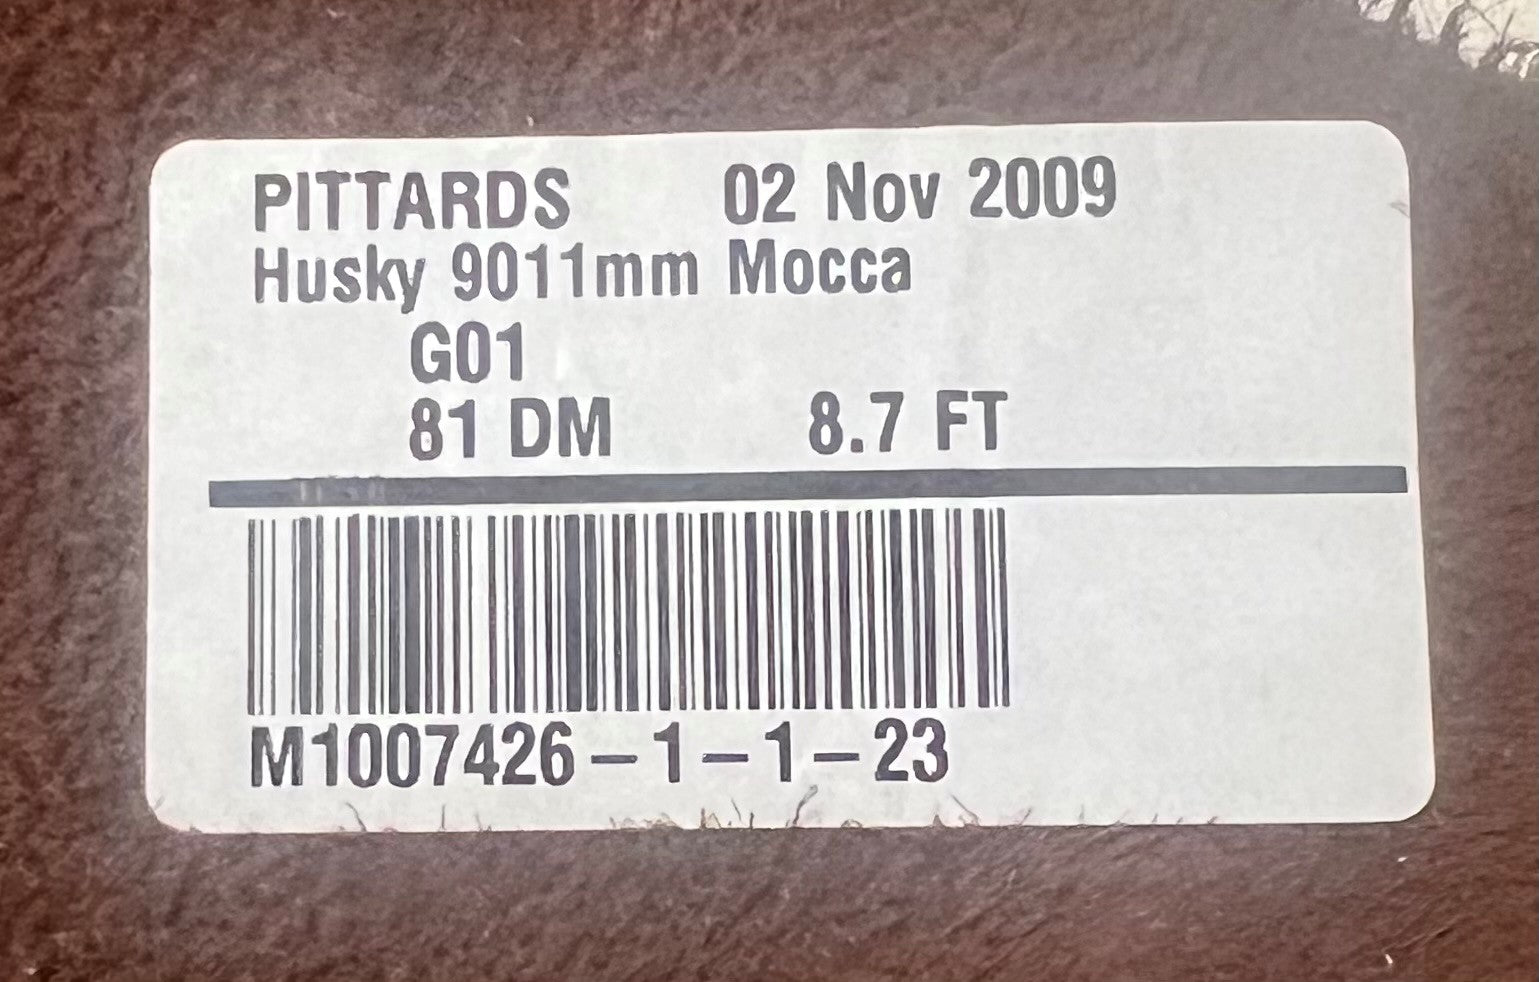 PITTARDS 02 Nov 2009
Husky 9011mm Mocca
G01
81 DM 8.7 FT
M1007426-1-1-23